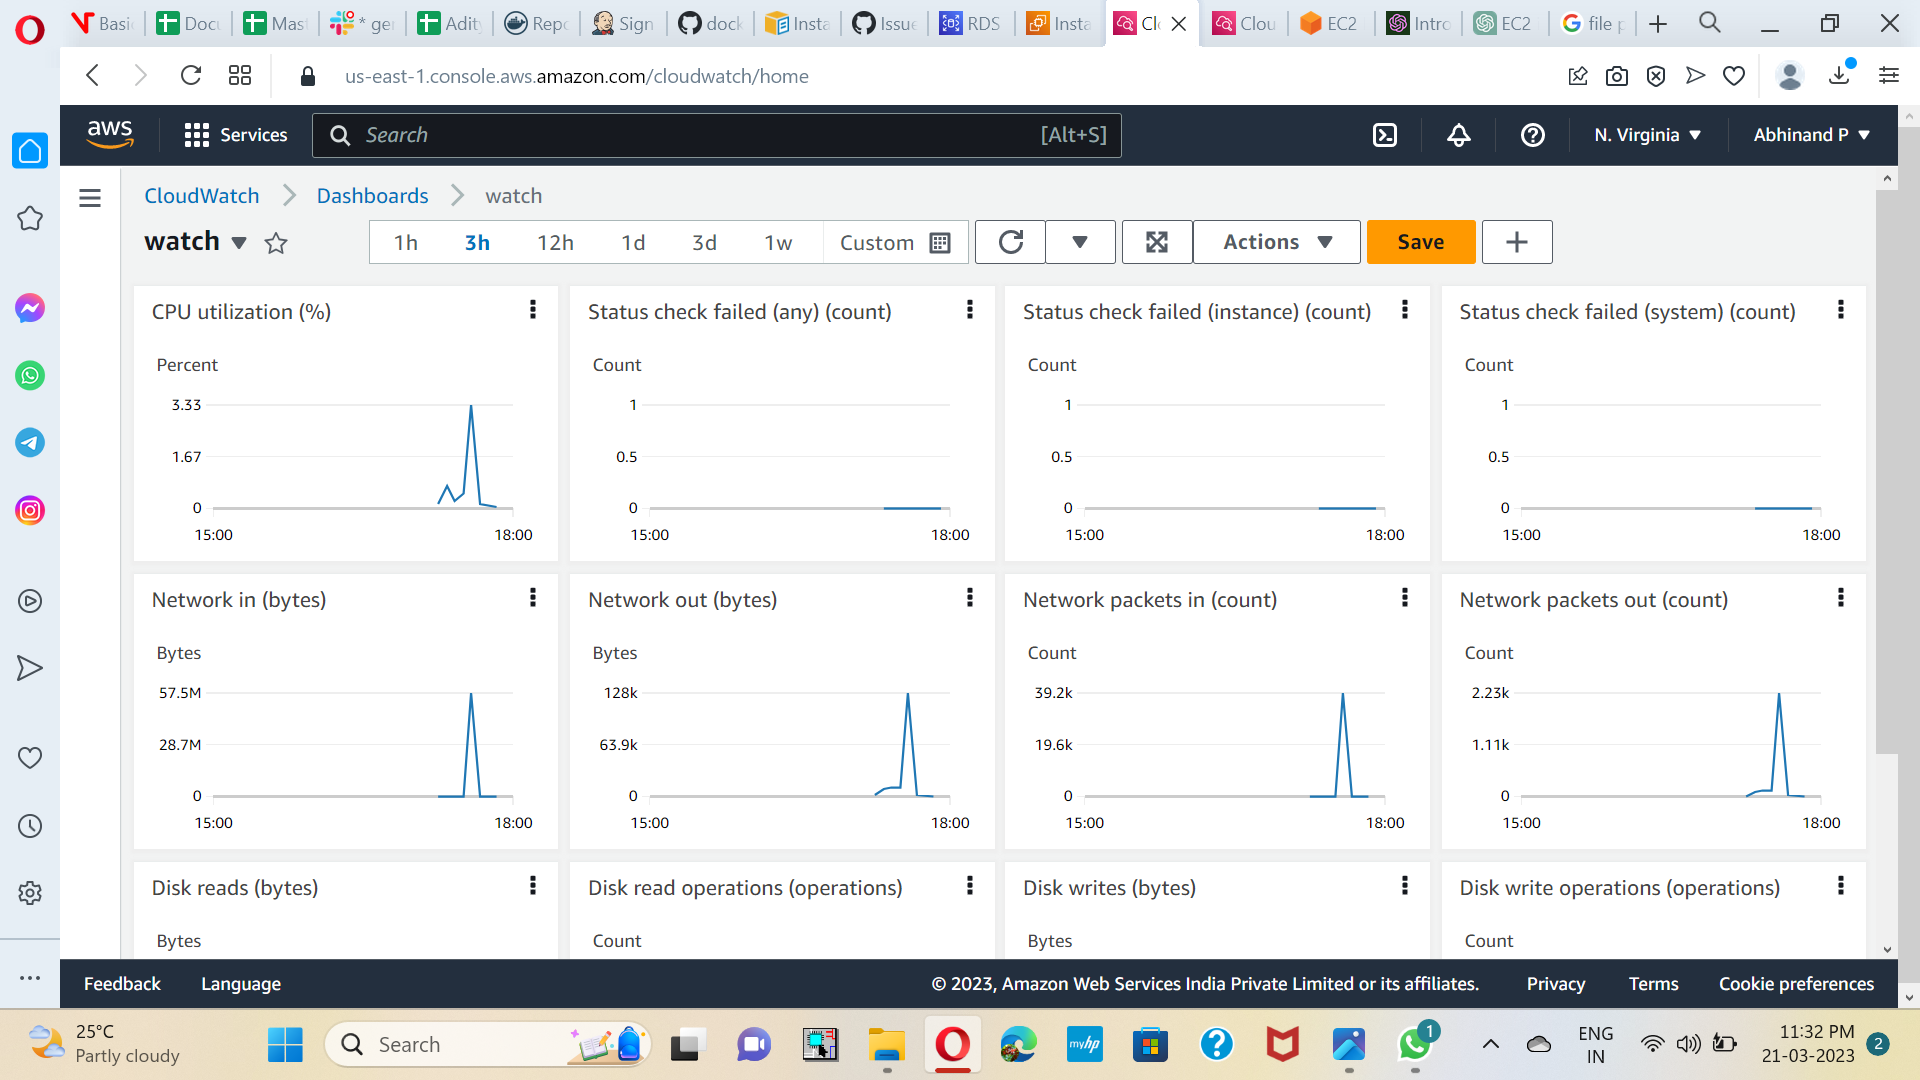 Basi
Docu
Mast
* ge
Adity
Repo
Sign
dock
Insta
Issue
RDS
Insta
Clo
Clou
EC2
Intro
EC2
file p
us-east-1.console.aws.amazon.com/cloudwatch/home
aws
Services
Search
[Alt+S]
N. Virginia
Abhinand P
CloudWatch
Dashboards
watch
watch
1h
3h
12h
1d
3d
1w
Custom
Actions
Save
CPU utilization (%)
Percent
3.33
1.67
0
15:00
18:00
Status check failed (any) (count)
Count
1
0.5
0
15:00
18:00
Status check failed (instance) (count)
Count
1
0.5
0
15:00
18:00
Status check failed (system) (count)
Count
1
0.5
0
15:00
18:00
Network in (bytes)
Bytes
57.5M
28.7M
0
15:00
18:00
Network out (bytes)
Bytes
128k
63.9k
0
15:00
18:00
Network packets in (count)
Count
39.2k
19.6k
0
15:00
18:00
Network packets out (count)
Count
2.23k
1.11k
0
15:00
18:00
Disk reads (bytes)
Bytes
Disk read operations (operations)
Count
Disk writes (bytes)
Bytes
Disk write operations (operations)
Count
Feedback
Language
© 2023, Amazon Web Services India Private Limited or its affiliates.
Privacy
Terms
Cookie preferences
25°C
Partly cloudy
Search
myhp
1
ENG
IN
11:32 PM
21-03-2023
2